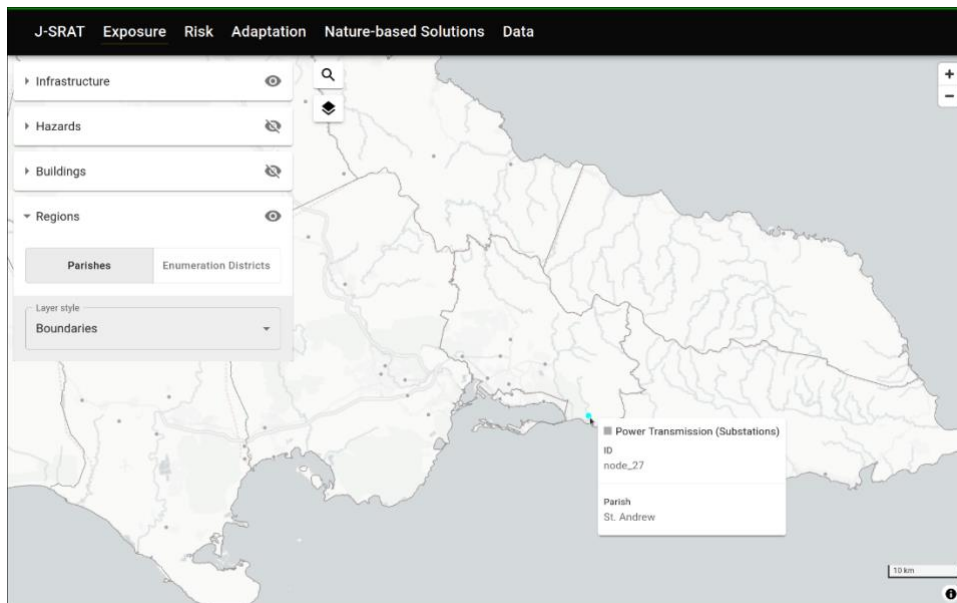 J-SRAT Exposure Risk Adaptation Nature-based Solutions Data
Infrastructure
Hazards
Buildings
Regions
Parishes Enumeration Districts
Layer style
Boundaries
+
−
Power Transmission (Substations)
ID
node_27
Parish
St. Andrew
10 km